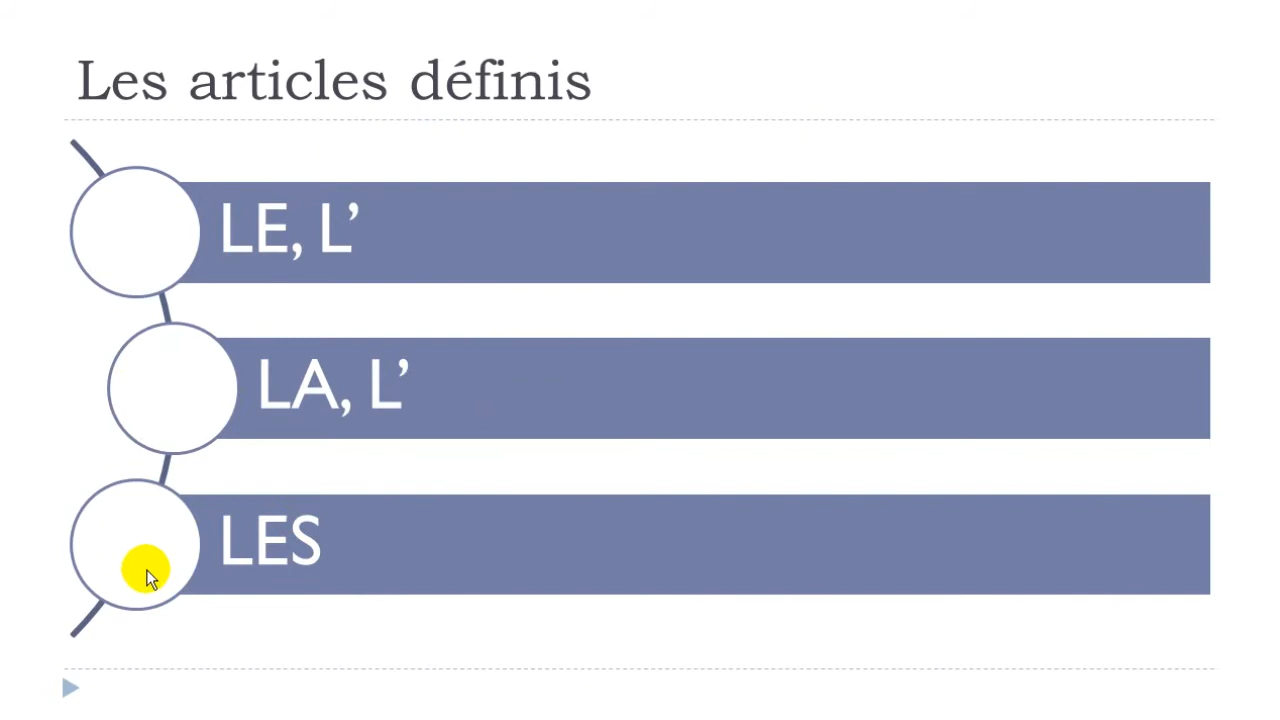 Les articles définis
LE, L’
LA, L’
LES